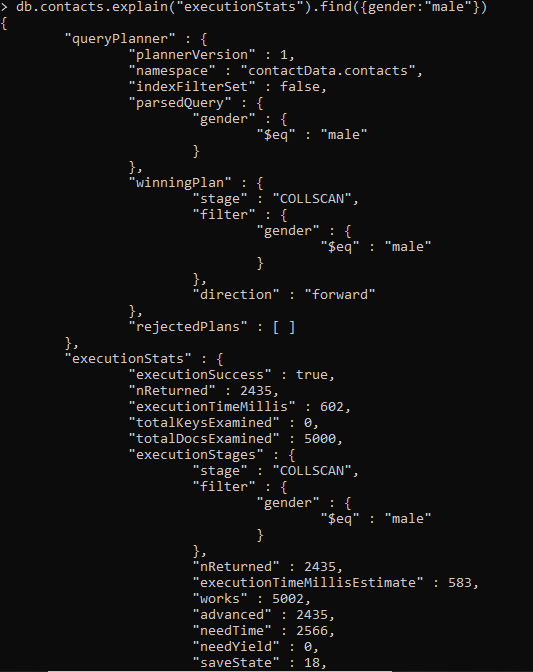 > db.contacts.explain("executionStats").find({gender:"male"})
{
        "queryPlanner" : {
                "plannerVersion" : 1,
                "namespace" : "contactData.contacts",
                "indexFilterSet" : false,
                "parsedQuery" : {
                        "gender" : {
                                "$eq" : "male"
                        }
                },
                "winningPlan" : {
                        "stage" : "COLLSCAN",
                        "filter" : {
                                "gender" : {
                                        "$eq" : "male"
                                }
                        },
                        "direction" : "forward"
                },
                "rejectedPlans" : [ ]
        },
        "executionStats" : {
                "executionSuccess" : true,
                "nReturned" : 2435,
                "executionTimeMillis" : 602,
                "totalKeysExamined" : 0,
                "totalDocsExamined" : 5000,
                "executionStages" : {
                        "stage" : "COLLSCAN",
                        "filter" : {
                                "gender" : {
                                        "$eq" : "male"
                                }
                        },
                        "nReturned" : 2435,
                        "executionTimeMillisEstimate" : 583,
                        "works" : 5002,
                        "advanced" : 2435,
                        "needTime" : 2566,
                        "needYield" : 0,
                        "saveState" : 18,